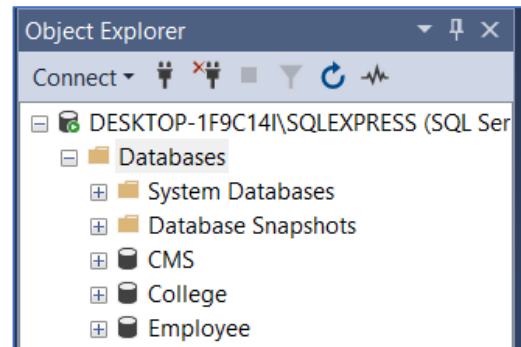 Object Explorer
Connect
DESKTOP-1F9C14I\SQLEXPRESS (SQL Ser
Databases
System Databases
Database Snapshots
CMS
College
Employee